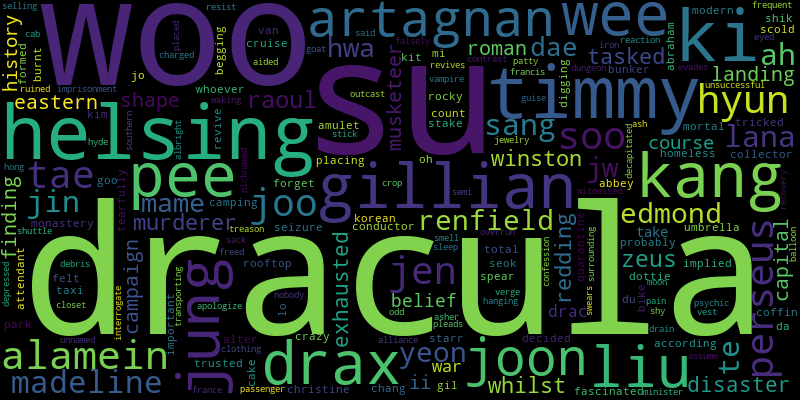 selling
cab
history
formed
burnt
resist
woo
artagnan
wee
frequent
modern
ki
shik
scold
begging
van
cruise
placed
charged
goat
said
falsely
reaction
iron
eyed
abraham
aided
hwa
roman
dae
tasked
ah
jo
whoever
mi
kit
revives
contrast
patty
francis
dungeon
bunker
landing
unsuccessful
eastern
shape
raoul
musketeer
su
timmy
hyun
ruined
imprisonment
vampire
rocky
guise
digging
outcast
count
amulet
stake
stick
waking
revive
albright
southern
kim
hyde
helsing
sang
soo
tricked
mortal
lana
ash
decapitated
jewelry
course
homeless
collector
hong
tae
goo
pee
nicknamed
placing
oh
winston
jw
abbey
kang
finding
tearfully
forget
crop
gillian
semi
witnessed
recovery
jin
mame
camping
joo
korean
renfield
edmond
shuttle
monastery
murderer
seizure
conductor
treason
sack
umbrella
take
probably
capital
balloon
depressed
debris
felt
taxi
closet
attendant
campaign
freed
rooftop
exhausted
smell
sleep
overrun
total
seok
spear
verge
hanging
confession
redding
quarantine
surrounding
swears
zeus
implied
dottie
perseus
dracula
nobody
lo
apologize
jung
interrogate
important
transporting
jen
belief
odd
drac
du
bike
moon
pain
shy
psychic
vest
coffin
park
unnamed
crazy
asher
pleads
alliance
starr
decided
drain
da
alamein
alter
clothing
trusted
cake
drax
yeon
joon
liu
te
according
assume
madeline
france
passenger
christine
chang
ii
war
gil
whilst
fascinated
minister
disaster
evades